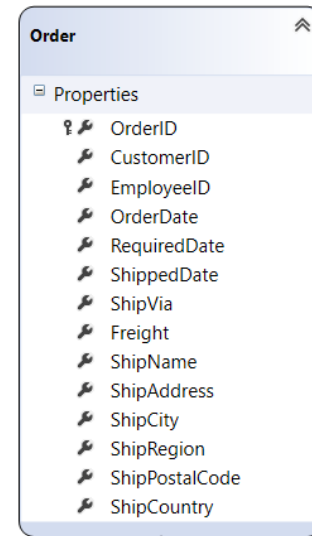 Order
Properties
OrderID
CustomerID
EmployeeID
OrderDate
RequiredDate
ShippedDate
ShipVia
Freight
ShipName
ShipAddress
ShipCity
ShipRegion
ShipPostalCode
ShipCountry